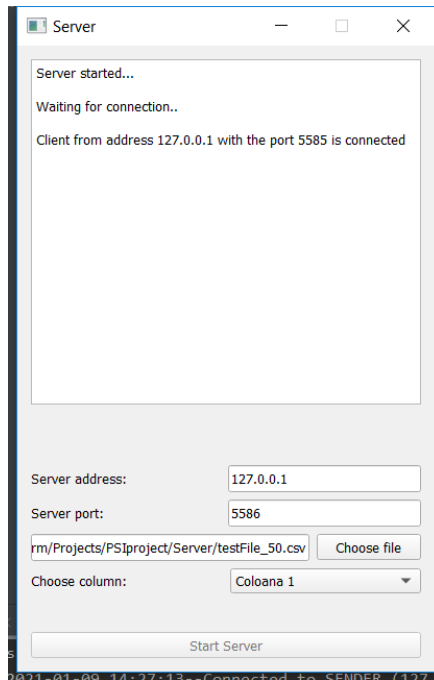 Server
Server started...
Waiting for connection..
Client from address 127.0.0.1 with the port 5585 is connected
Server address:
127.0.0.1
Server port:
5586
rm/Projects/PSIproject/Server/testFile_50.csv
Choose file
Choose column:
Coloana 1
Start Server
2021-01-09 14:27:13--Connected to SENDER (127